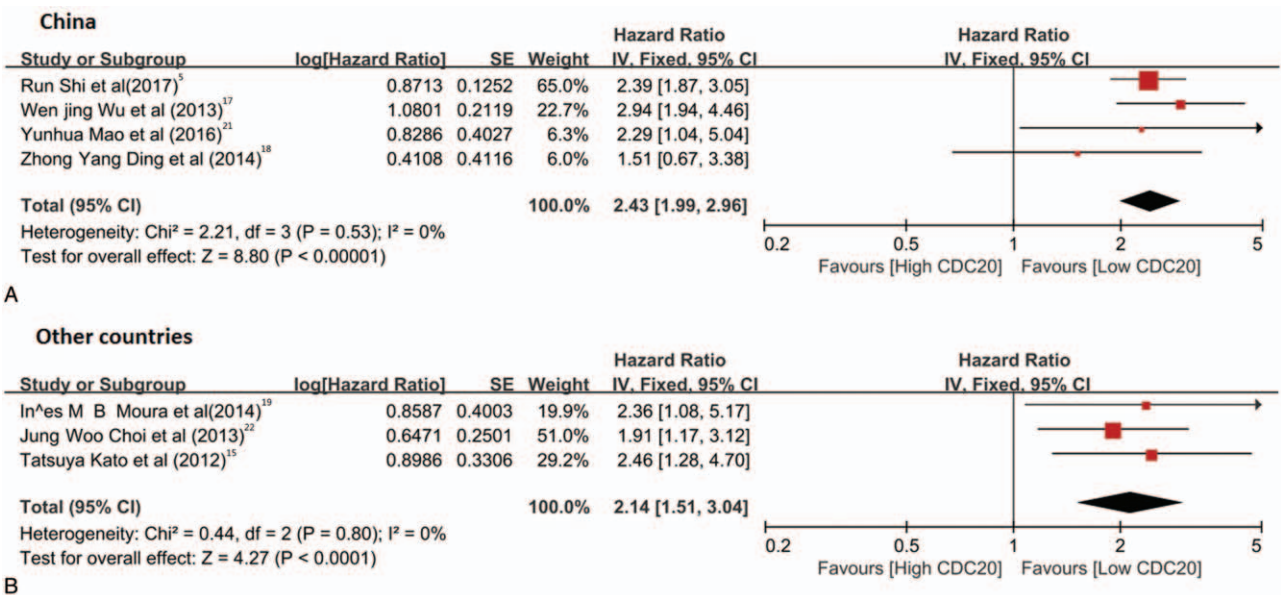 China
Hazard Ratio Hazard Ratio
Study or Subgroup log[Hazard Ratio] SE Weight IV, Fixed, 95% CI IV, Fixed, 95% CI
Run Shi et al(2017)5 0.8713 0.1252 65.0% 2.39 [1.87, 3.05]
Wen jing Wu et al (2013)17 1.0801 0.2119 22.7% 2.94 [1.94, 4.46]
Yunhua Mao et al (2016)21 0.8286 0.4027 6.3% 2.29 [1.04, 5.04]
Zhong Yang Ding et al (2014)18 0.4108 0.4116 6.0% 1.51 [0.67, 3.38]
Total (95% CI) 100.0% 2.43 [1.99, 2.96]
Heterogeneity: Chi² = 2.21, df = 3 (P = 0.53); I² = 0%
Test for overall effect: Z = 8.80 (P < 0.00001)
0.2 0.5 1 2 5
Favours [High CDC20] Favours [Low CDC20]
A
Other countries
Hazard Ratio Hazard Ratio
Study or Subgroup log[Hazard Ratio] SE Weight IV, Fixed, 95% CI IV, Fixed, 95% CI
In^es M B Moura et al(2014)19 0.8587 0.4003 19.9% 2.36 [1.08, 5.17]
Jung Woo Choi et al (2013)22 0.6471 0.2501 51.0% 1.91 [1.17, 3.12]
Tatsuya Kato et al (2012)15 0.8986 0.3306 29.2% 2.46 [1.28, 4.70]
Total (95% CI) 100.0% 2.14 [1.51, 3.04]
Heterogeneity: Chi² = 0.44, df = 2 (P = 0.80); I² = 0%
Test for overall effect: Z = 4.27 (P < 0.0001)
0.2 0.5 1 2 5
Favours [High CDC20] Favours [Low CDC20]
B